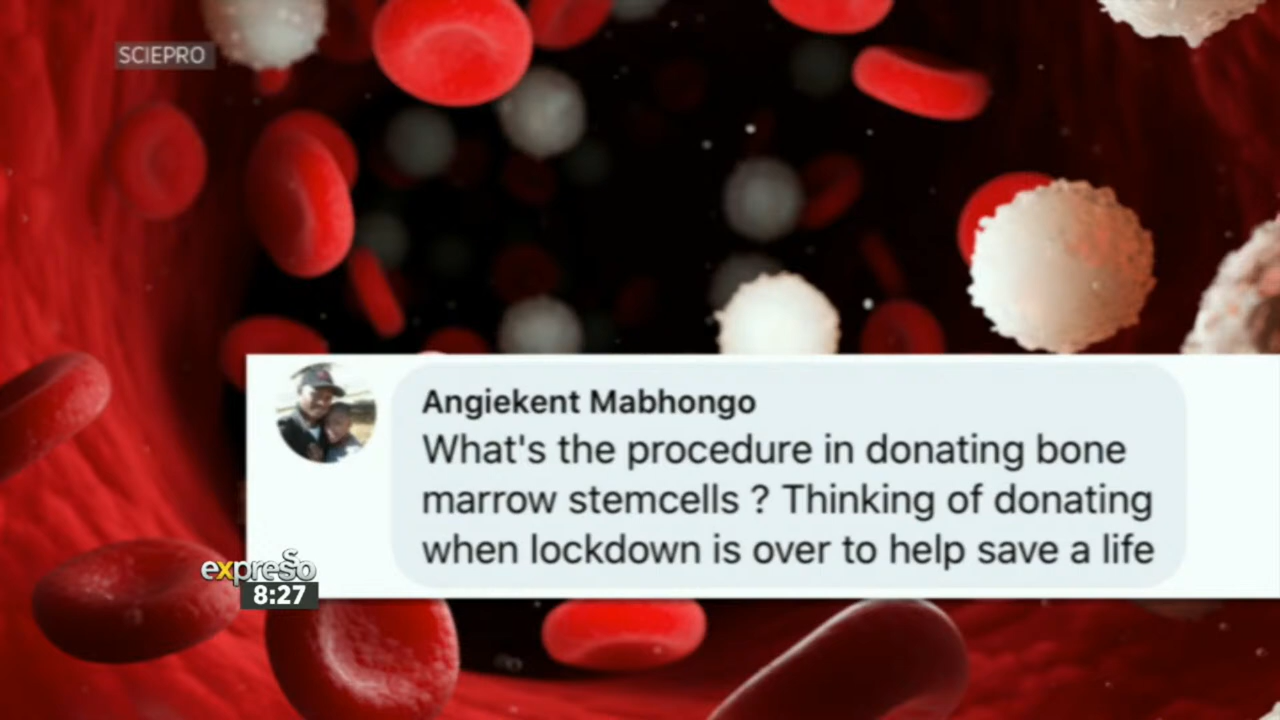 SCIEPRO
Angiekent Mabhongo
What's the procedure in donating bone
marrow stemcells ? Thinking of donating
when lockdown is over to help save a life
expresso
8:27